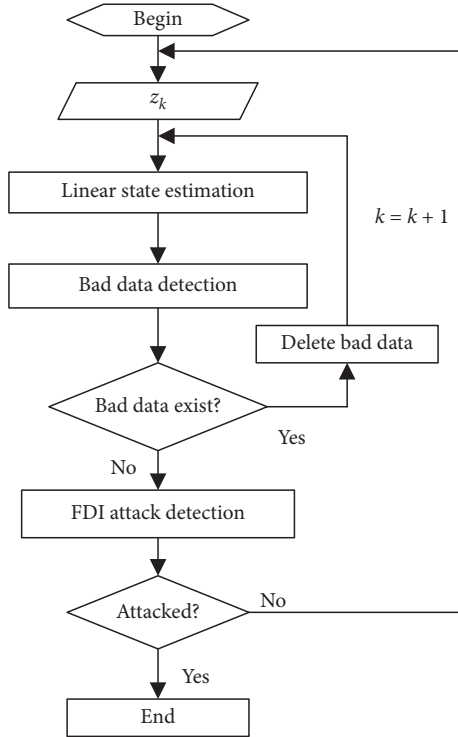 Begin
z_k
Linear state estimation
k = k + 1
Bad data detection
Delete bad data
Bad data exist?
Yes
No
FDI attack detection
Attacked?
No
Yes
End